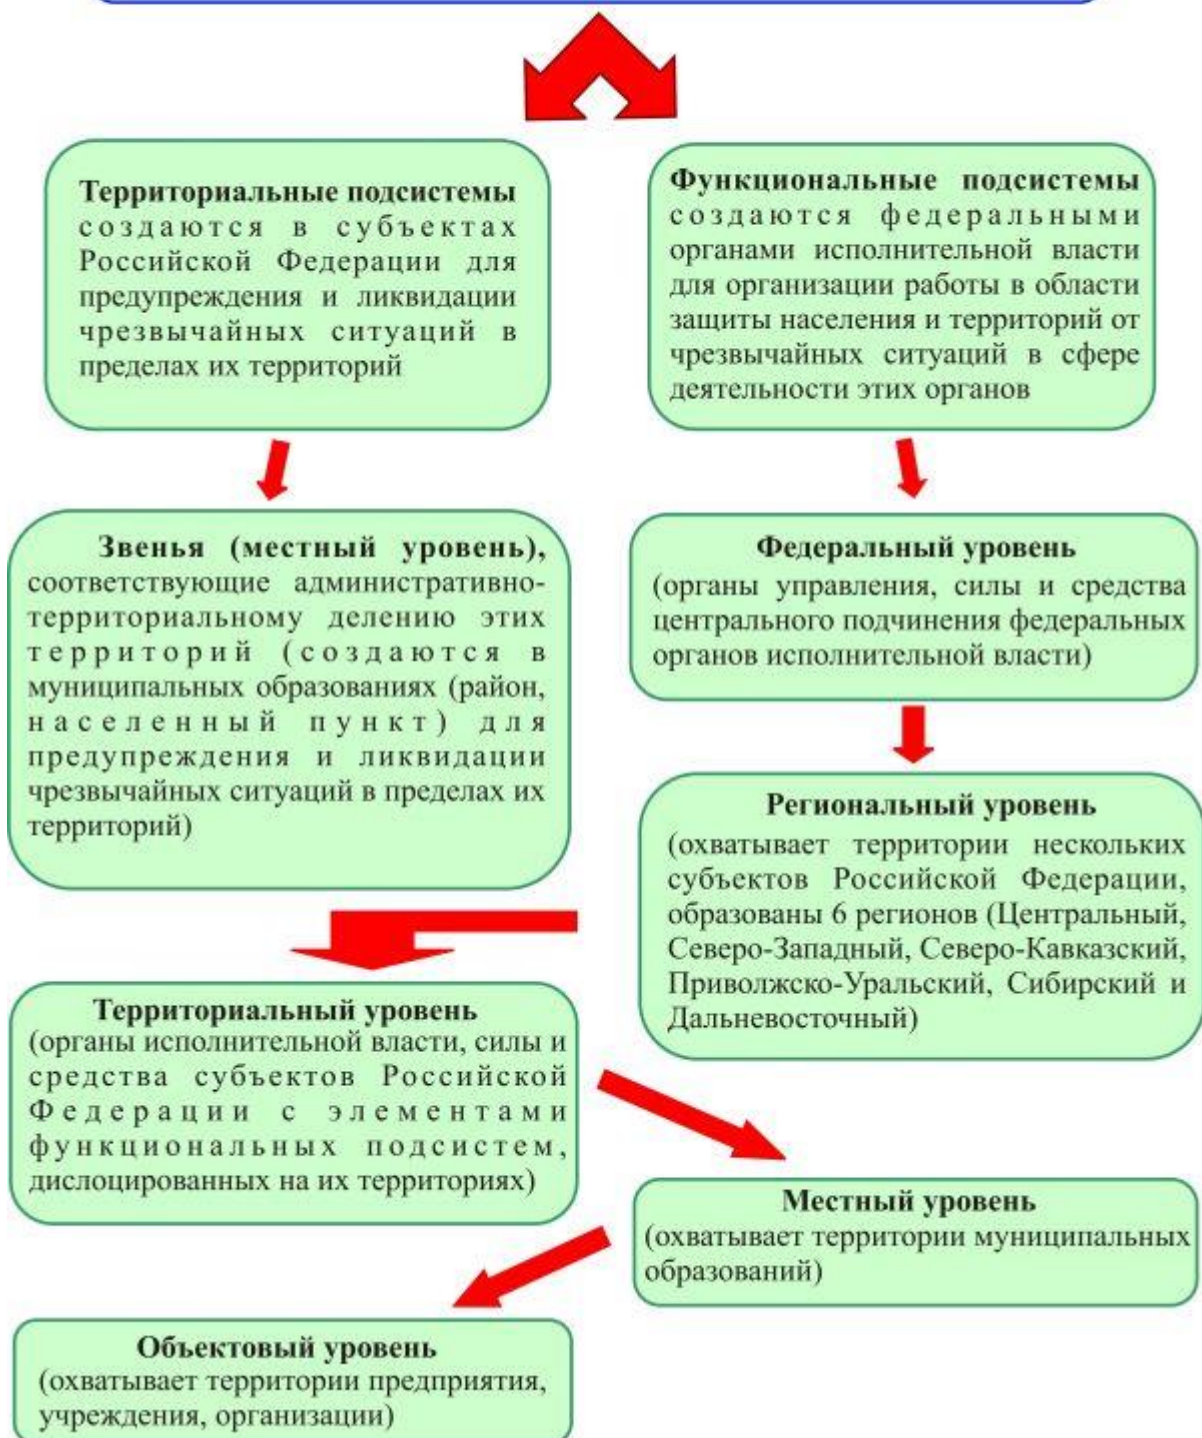 Территориальные подсистемы
создаются в субъектах
Российской Федерации для
предупреждения и ликвидации
чрезвычайных ситуаций в
пределах их территорий
Функциональные подсистемы
создаются федеральными
органами исполнительной власти
для организации работы в области
защиты населения и территорий от
чрезвычайных ситуаций в сфере
деятельности этих органов
Звенья (местный уровень),
соответствующие административно-
территориальному делению этих
территорий (создаются в
муниципальных образованиях (район,
населенный пункт) для
предупреждения и ликвидации
чрезвычайных ситуаций в пределах их
территорий)
Федеральный уровень
(органы управления, силы и средства
центрального подчинения федеральных
органов исполнительной власти)
Региональный уровень
(охватывает территории нескольких
субъектов Российской Федерации,
образованы 6 регионов (Центральный,
Северо-Западный, Северо-Кавказский,
Приволжско-Уральский, Сибирский и
Дальневосточный)
Территориальный уровень
(органы исполнительной власти, силы и
средства субъектов Российской
Федерации с элементами
функциональных подсистем,
дислоцированных на их территориях)
Местный уровень
(охватывает территории муниципальных
образований)
Объектовый уровень
(охватывает территории предприятия,
учреждения, организации)